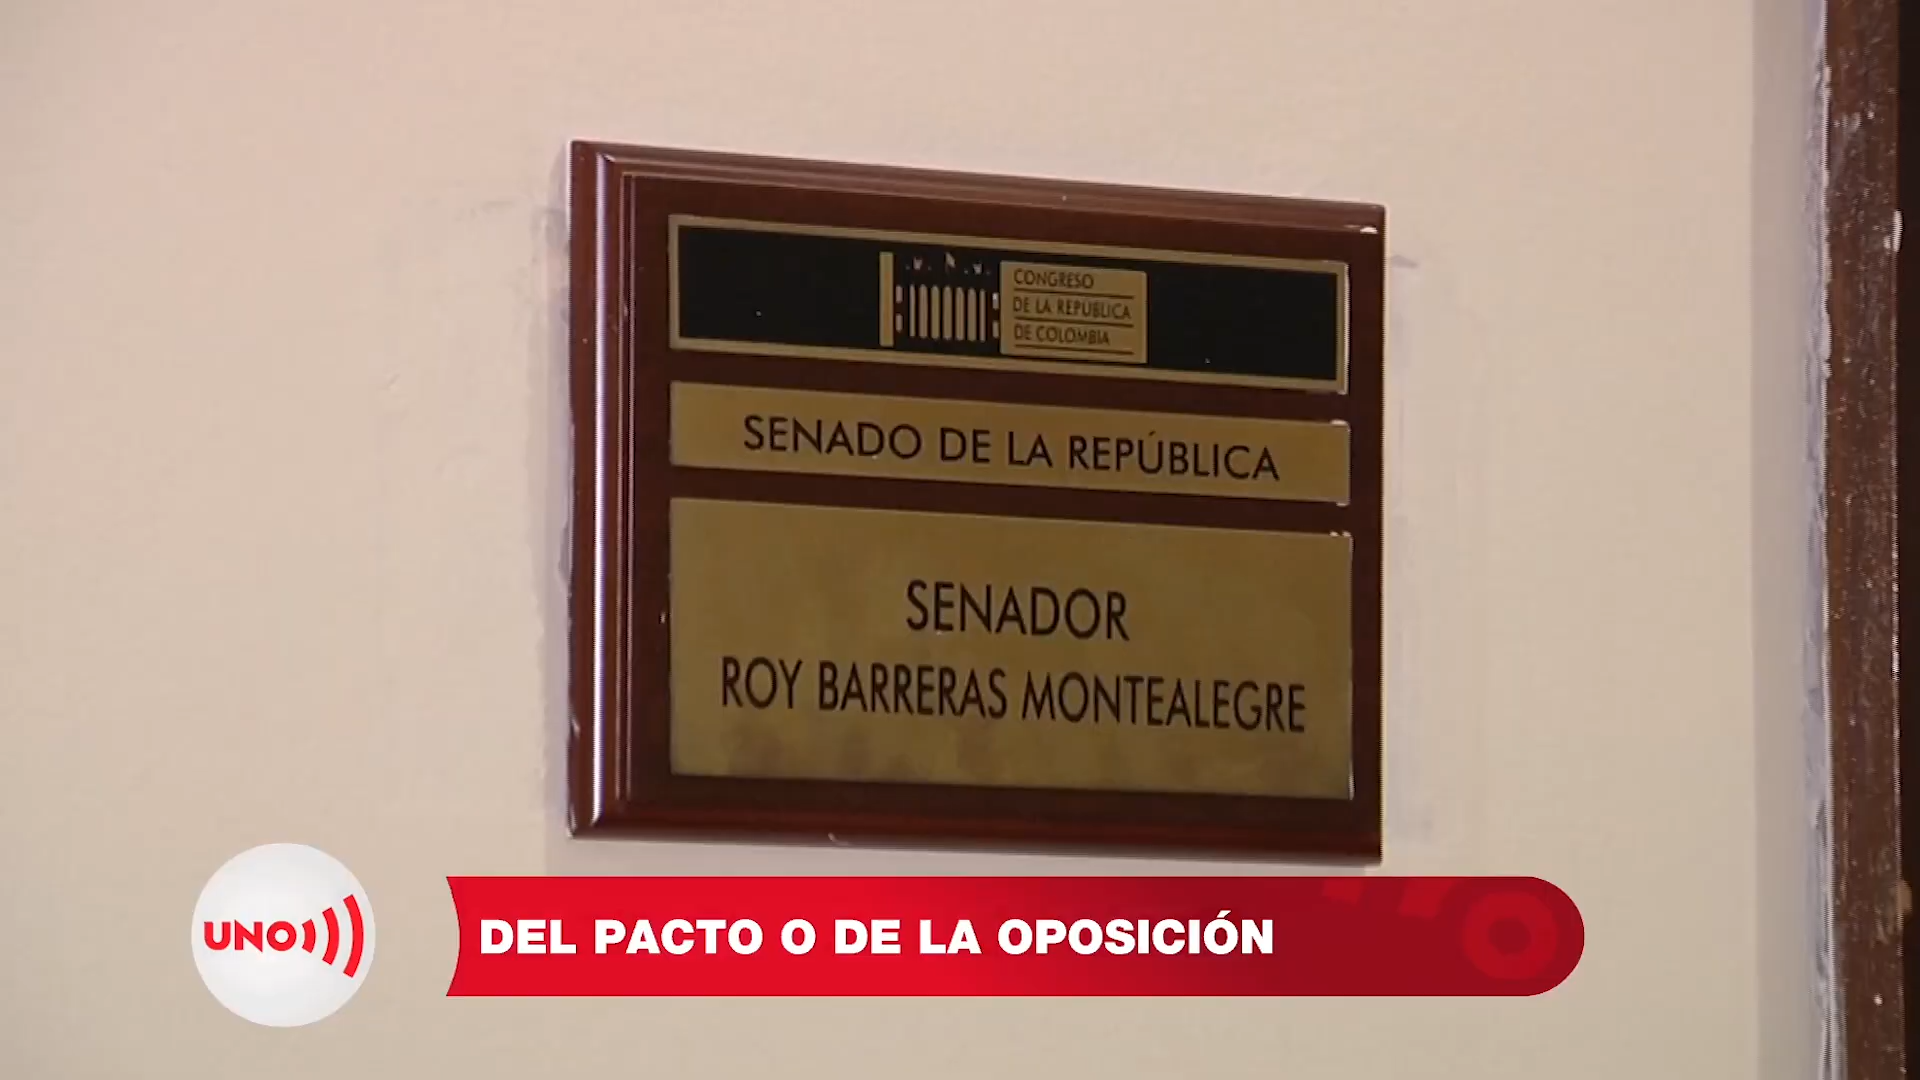 CONGRESO
DE LA REPÚBLICA
DE COLOMBIA
SENADO DE LA REPÚBLICA
SENADOR
ROY BARRERAS MONTEALEGRE
UNO
DEL PACTO O DE LA OPOSICIÓN